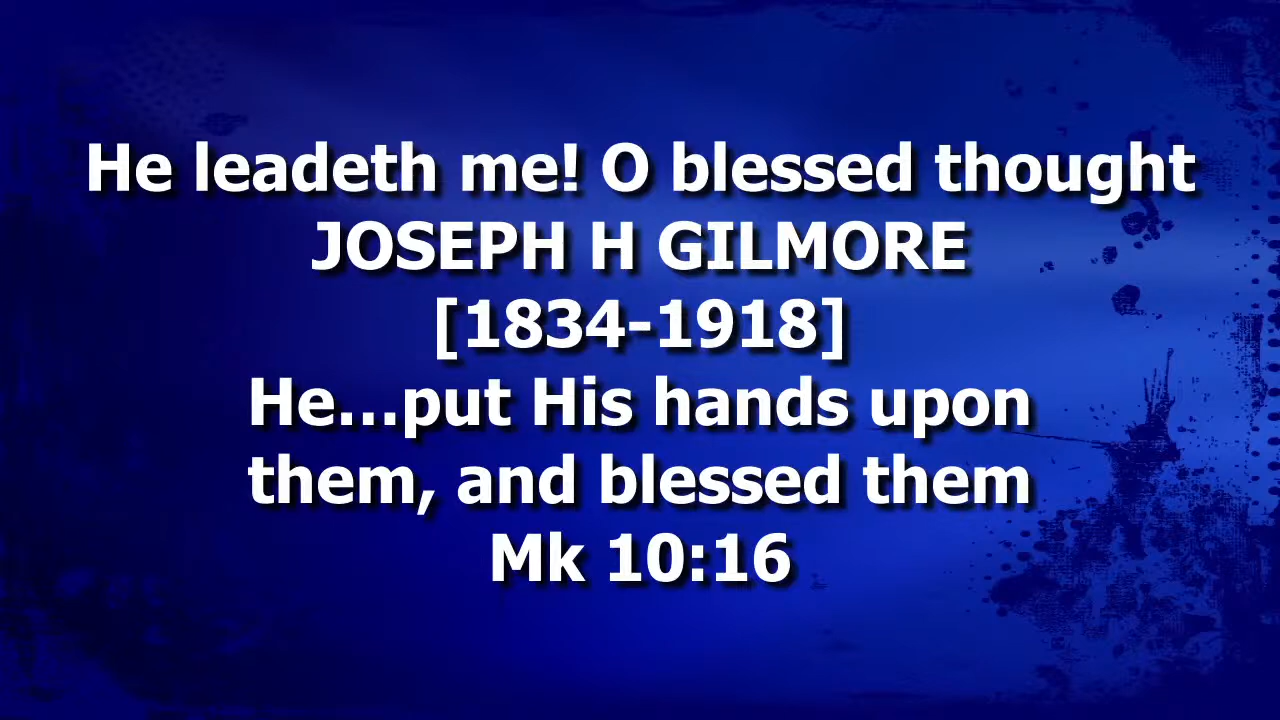 He leadeth me! O blessed thought
JOSEPH H GILMORE
[1834-1918]
He...put His hands upon
them, and blessed them
Mk 10:16